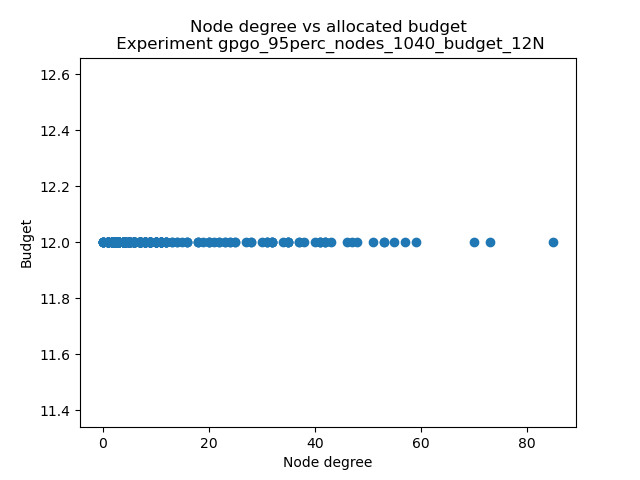 Node degree vs allocated budget
Experiment gpgo_95perc_nodes_1040_budget_12N
12.6
12.4
12.2
12.0
11.8
11.6
11.4
Budget
0 20 40 60 80
Node degree